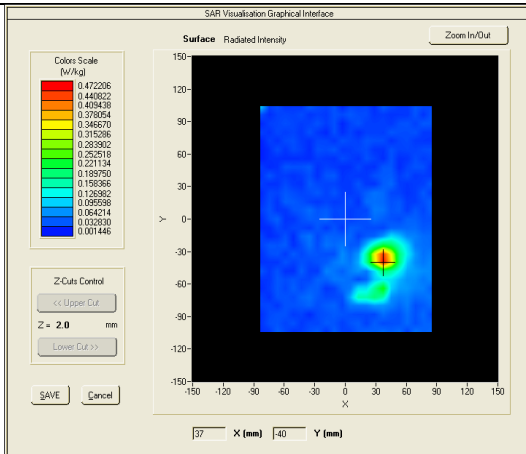 SAR Visualisation Graphical Interface
Surface Radiated Intensity
Zoom In/Out
Colors Scale
(W/kg)
0.472206
0.440822
0.409438
0.378054
0.346670
0.315286
0.283902
0.252518
0.221134
0.189750
0.158366
0.126982
0.095598
0.064214
0.032830
0.001446
Z-Cuts Control
<< Upper Cut
Z = 2.0 mm
Lower Cut >>
SAVE Cancel
150
120
90
60
30
0
-30
-60
-90
-120
-150
Y
-150 -120 -90 -60 -30 0 30 60 90 120 150
X
37 X (mm) -40 Y (mm)